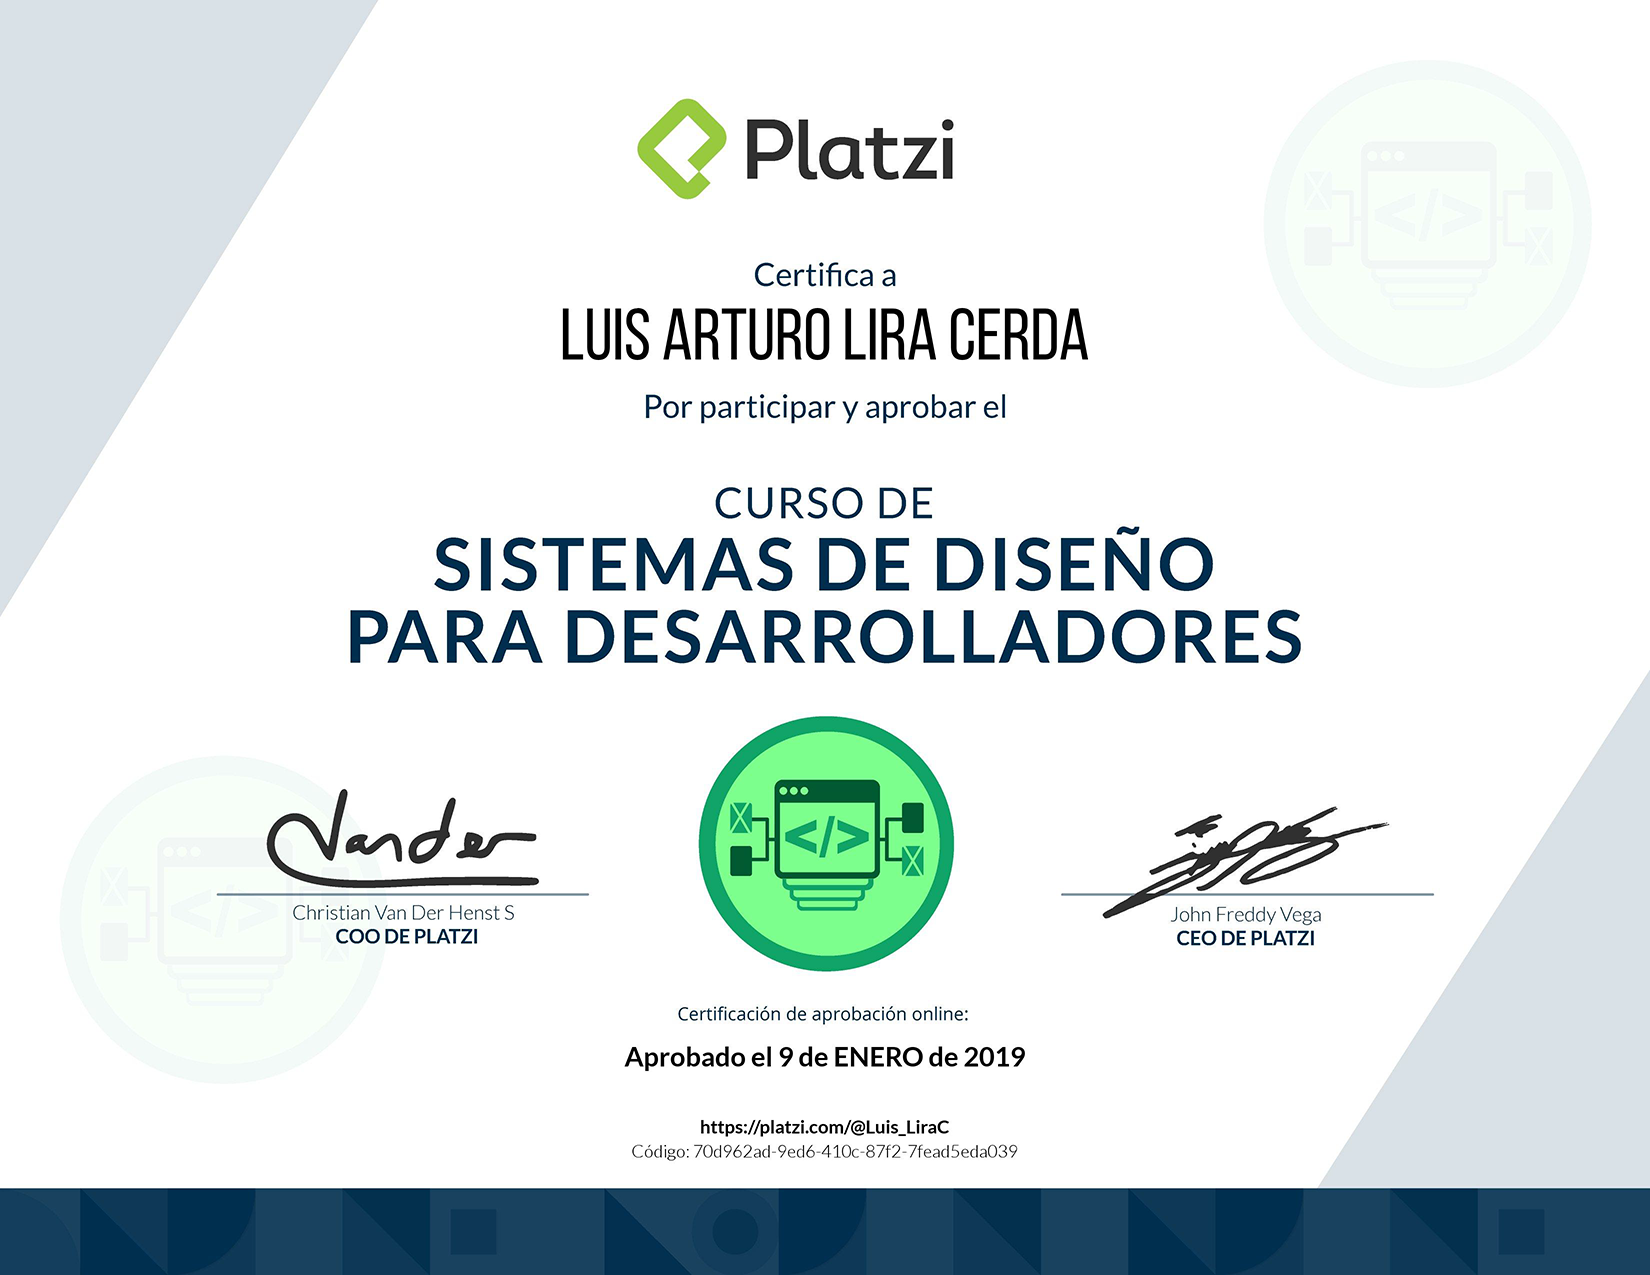 Platzi
Certifica a
LUIS ARTURO LIRA CERDA
Por participar y aprobar el
CURSO DE
SISTEMAS DE DISEÑO
PARA DESARROLLADORES
</>
Vander
Christian Van Der Henst S
COO DE PLATZI
John Freddy Vega
CEO DE PLATZI
Certificación de aprobación online:
Aprobado el 9 de ENERO de 2019
https://platzi.com/@Luis_LiraC
Código: 70d962ad-9ed6-410c-87f2-7fead5eda039